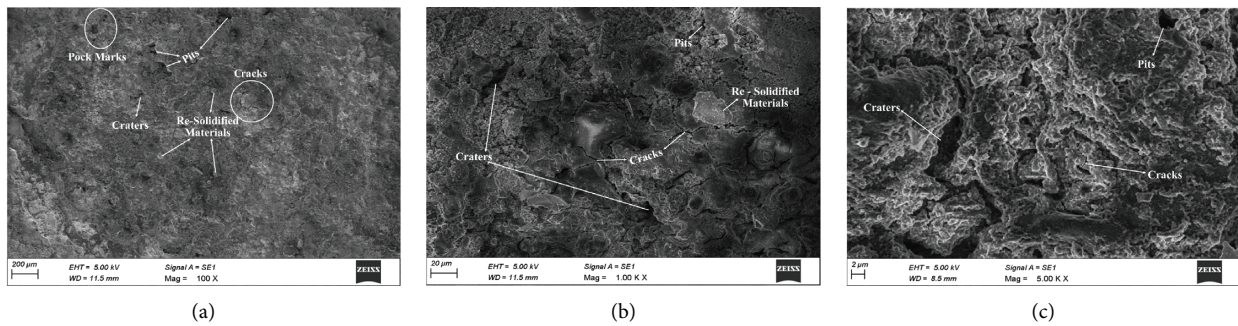 Pock Marks
Pits
Cracks
Craters
Re-Solidified
Materials
200 µm
EHT = 5.00 kV
Signal A = SE1
WD = 11.5 mm
Mag = 100 X
ZEISS
(a)
Pits
Re - Solidified
Materials
Craters
Cracks
20 µm
EHT = 5.00 kV
Signal A = SE1
WD = 11.5 mm
Mag = 1.00 K X
ZEISS
(b)
Pits
Craters
Cracks
2 µm
EHT = 5.00 kV
Signal A = SE1
WD = 8.5 mm
Mag = 5.00 K X
ZEISS
(c)